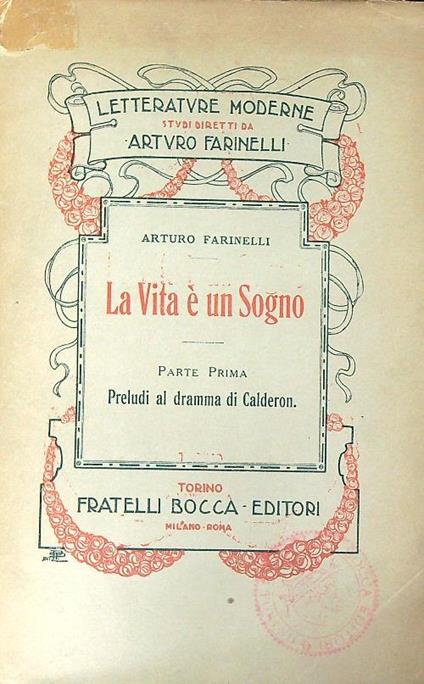 LETTERATVRE MODERNE
STVDI DIRETTI DA
·ARTVRO FARINELLI·
ARTURO FARINELLI
La Vita è un Sogno
PARTE PRIMA
Preludi al dramma di Calderon.
TORINO
FRATELLI BOCCA - EDITORI
MILANO - ROMA